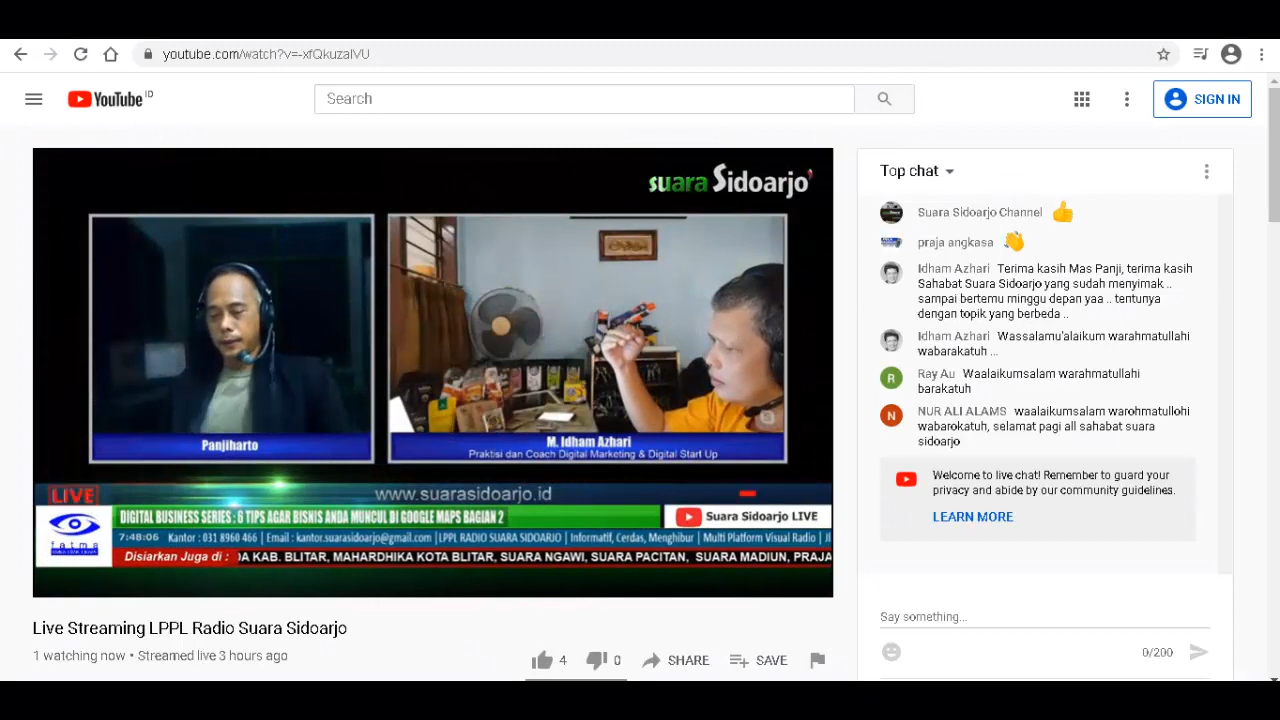 youtube.com/watch?v=-xfQkuzalVU
YouTube ID
Search
SIGN IN
suara Sidoarjo
Panjiharto
M. Idham Azhari
Praktisi dan Coach Digital Marketing & Digital Start Up
LIVE
www.suarasidoarjo.id
DIGITAL BUSINESS SERIES : 6 TIPS AGAR BISNIS ANDA MUNCUL DI GOOGLE MAPS BAGIAN 2
Suara Sidoarjo LIVE
fatma
7:48:06 Kantor : 031 8960 466 | Email : kantor.suarasidoarjo@gmail.com |LPPL RADIO SUARA SIDOARJO | Informatif, Cerdas, Menghibur | Multi Platform Visual Radio | Jl
Disiarkan Juga di : DA KAB. BLITAR, MAHARDHIKA KOTA BLITAR, SUARA NGAWI, SUARA PACITAN, SUARA MADIUN, PRAJA
Live Streaming LPPL Radio Suara Sidoarjo
1 watching now • Streamed live 3 hours ago
4
0
SHARE
SAVE
Top chat
Suara Sidoarjo Channel 👍
praja angkasa 👏
Idham Azhari Terima kasih Mas Panji, terima kasih
Sahabat Suara Sidoarjo yang sudah menyimak ..
sampai bertemu minggu depan yaa .. tentunya
dengan topik yang berbeda ..
Idham Azhari Wassalamu'alaikum warahmatullahi
wabarakatuh ...
R
Ray Au Waalaikumsalam warahmatullahi
barakatuh
N
NUR ALI ALAMS waalaikumsalam warohmatullohi
wabarokatuh, selamat pagi all sahabat suara
sidoarjo
Welcome to live chat! Remember to guard your
privacy and abide by our community guidelines.
LEARN MORE
Say something...
0/200